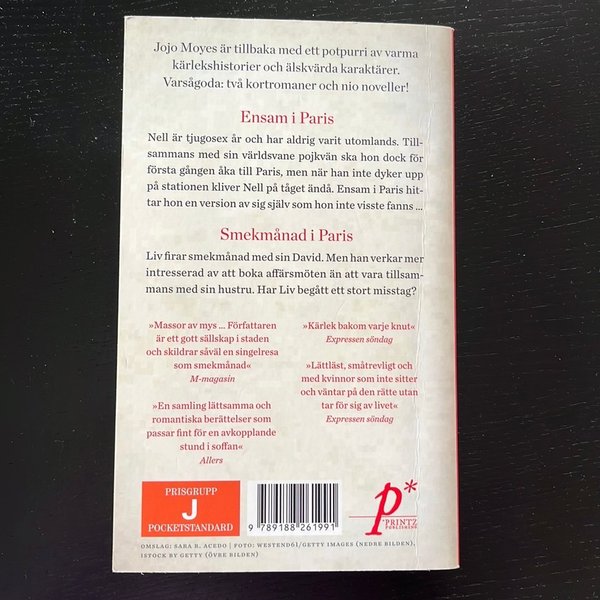 Jojo Moyes är tillbaka med ett potpurri av varma
kärlekshistorier och älskvärda karaktärer.
Varsågoda: två kortromaner och nio noveller!
Ensam i Paris
Nell är tjugosex år och har aldrig varit utomlands. Till-
sammans med sin världsvane pojkvän ska hon dock för
första gången åka till Paris, men när han inte dyker upp
på stationen kliver Nell på tåget ändå. Ensam i Paris hit-
tar hon en version av sig själv som hon inte visste fanns ...
Smekmånad i Paris
Liv firar smekmånad med sin David. Men han verkar mer
intresserad av att boka affärsmöten än att vara tillsam-
mans med sin hustru. Har Liv begått ett stort misstag?
»Massor av mys ... Författaren
är ett gott sällskap i staden
och skildrar såväl en singelresa
som smekmånad«
M-magasin
»En samling lättsamma och
romantiska berättelser som
passar fint för en avkopplande
stund i soffan«
Allers
»Kärlek bakom varje knut«
Expressen söndag
»Lättläst, småtrevligt och
med kvinnor som inte sitter
och väntar på den rätte utan
tar för sig av livet«
Expressen söndag
PRISGRUPP
J
POCKETSTANDARD
9 789188 261991
p*
PRINTZ
PUBLISHING
OMSLAG: SARA R. ACEDO | FOTO: WESTEND61/GETTY IMAGES (NEDRE BILDEN),
ISTOCK BY GETTY (ÖVRE BILDEN)